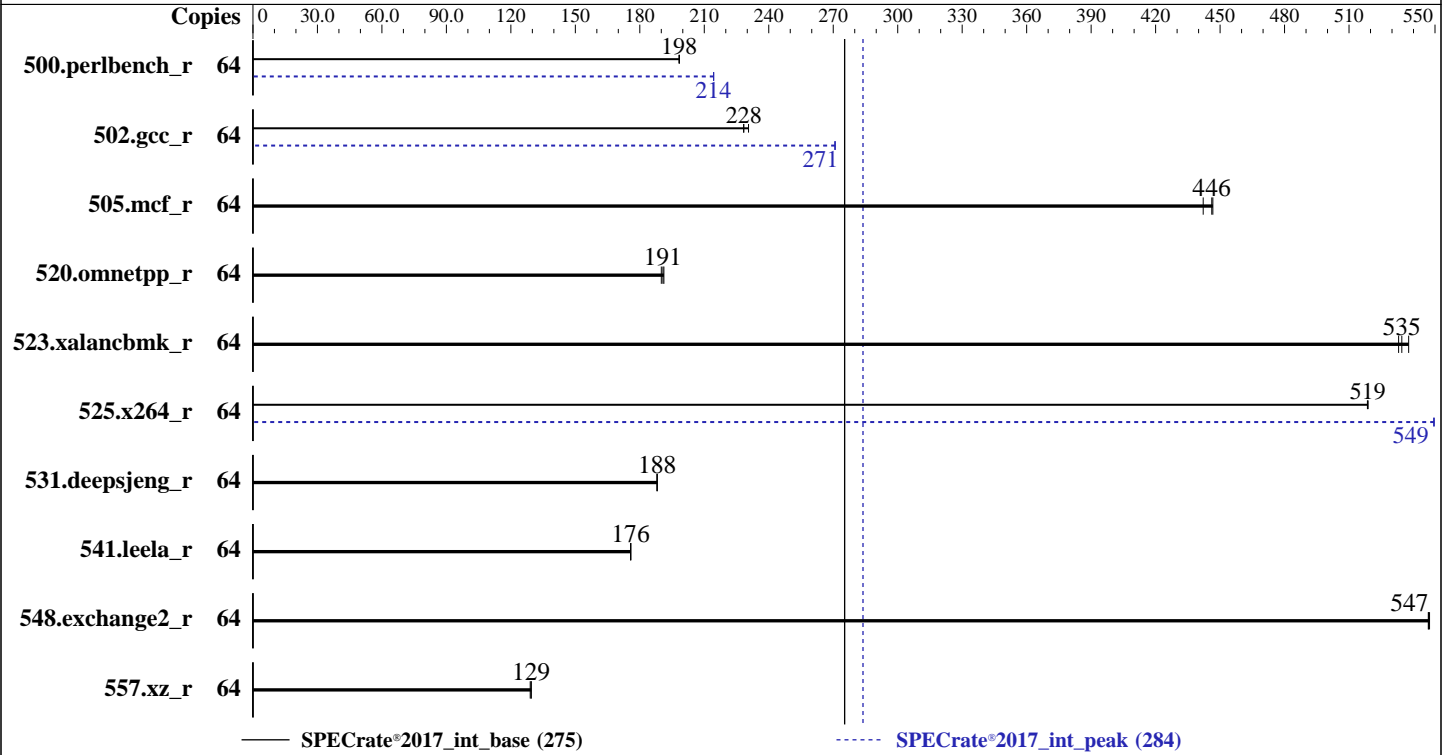 Copies 0 30.0 60.0 90.0 120 150 180 210 240 270 300 330 360 390 420 450 480 510 550
198
500.perlbench_r 64
214
228
502.gcc_r 64
271
446
505.mcf_r 64
191
520.omnetpp_r 64
535
523.xalancbmk_r 64
519
525.x264_r 64
549
188
531.deepsjeng_r 64
176
541.leela_r 64
547
548.exchange2_r 64
129
557.xz_r 64
SPECrate®2017_int_base (275) SPECrate®2017_int_peak (284)